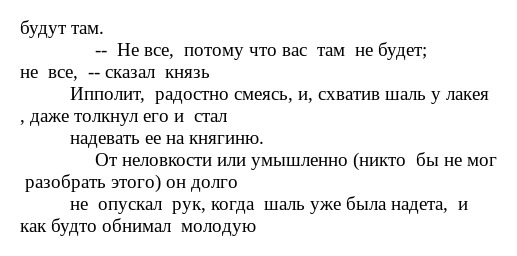 будут там.
-- Не все, потому что вас там не будет;
не все, -- сказал князь
Ипполит, радостно смеясь, и, схватив шаль у лакея
, даже толкнул его и стал
надевать ее на княгиню.
От неловкости или умышленно (никто бы не мог
разобрать этого) он долго
не опускал рук, когда шаль уже была надета, и
как будто обнимал молодую